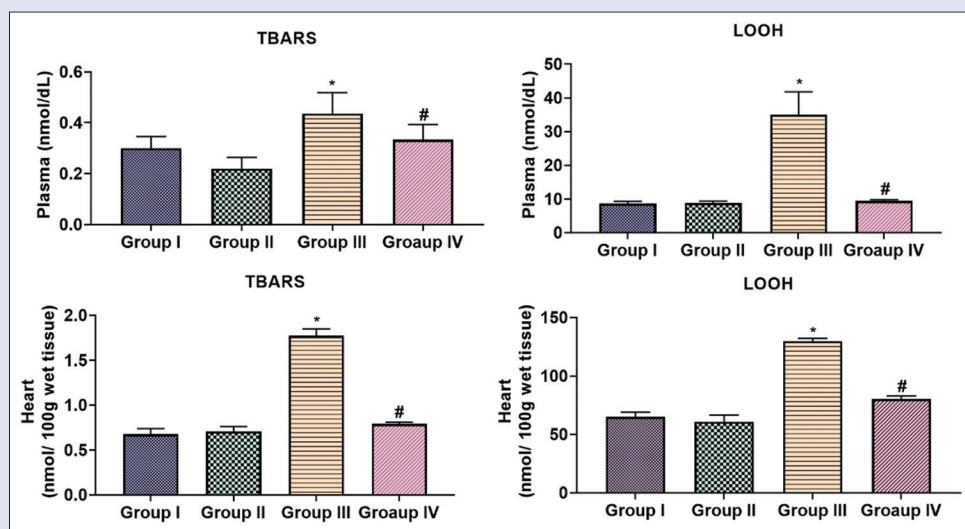 TBARS
Plasma (nmol/dL)
0.6
0.4
0.2
0.0
*
#
Group I Group II Group III Groaup IV
LOOH
Plasma (nmol/dL)
50
40
30
20
10
0
*
#
Group I Group II Group III Groaup IV
TBARS
Heart
(nmol/ 100g wet tissue)
2.0
1.5
1.0
0.5
0.0
*
#
Group I Group II Group III Groaup IV
LOOH
Heart
(nmol/ 100g wet tissue)
150
100
50
0
*
#
Group I Group II Group III Groaup IV